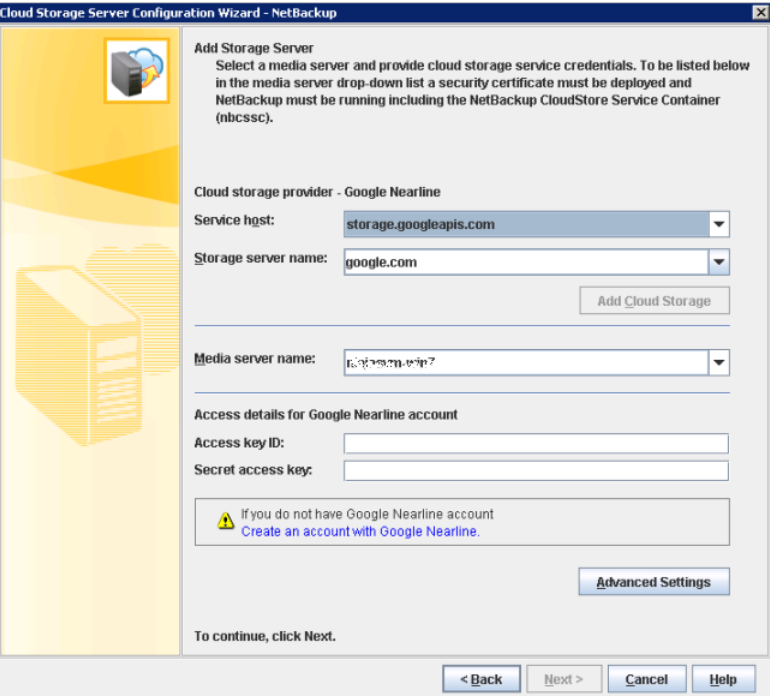 Cloud Storage Server Configuration Wizard - NetBackup
Add Storage Server
Select a media server and provide cloud storage service credentials. To be listed below
in the media server drop-down list a security certificate must be deployed and
NetBackup must be running including the NetBackup CloudStore Service Container
(nbcssc).
Cloud storage provider - Google Nearline
Service host:
storage.googleapis.com
Storage server name:
google.com
Add Cloud Storage
Media server name:
Access details for Google Nearline account
Access key ID:
Secret access key:
If you do not have Google Nearline account
Create an account with Google Nearline.
Advanced Settings
To continue, click Next.
< Back
Next >
Cancel
Help